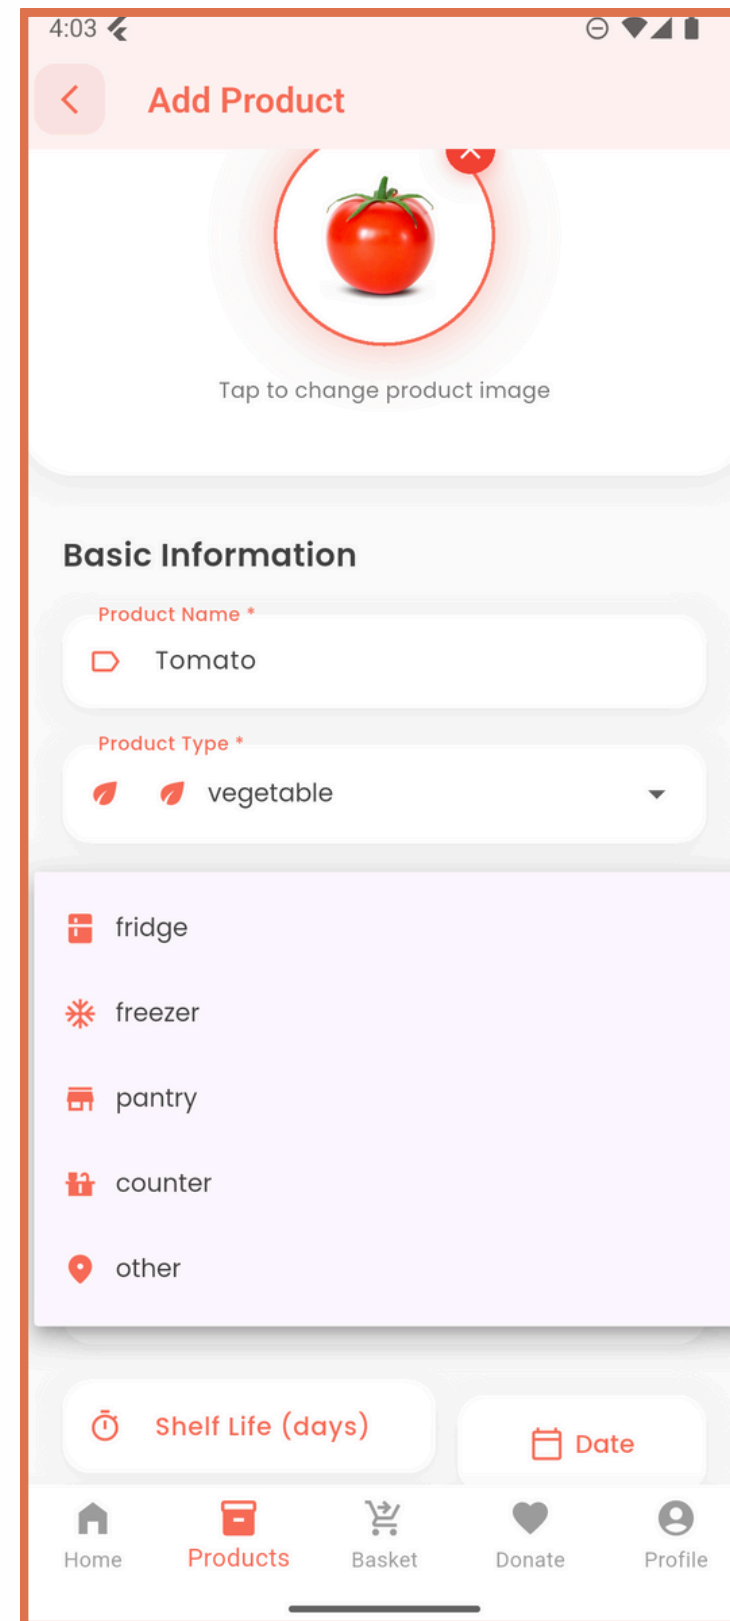 4:03
Add Product
Tap to change product image
Basic Information
Product Name *
Tomato
Product Type *
vegetable
fridge
freezer
pantry
counter
other
Shelf Life (days)
Date
Home
Products
Basket
Donate
Profile